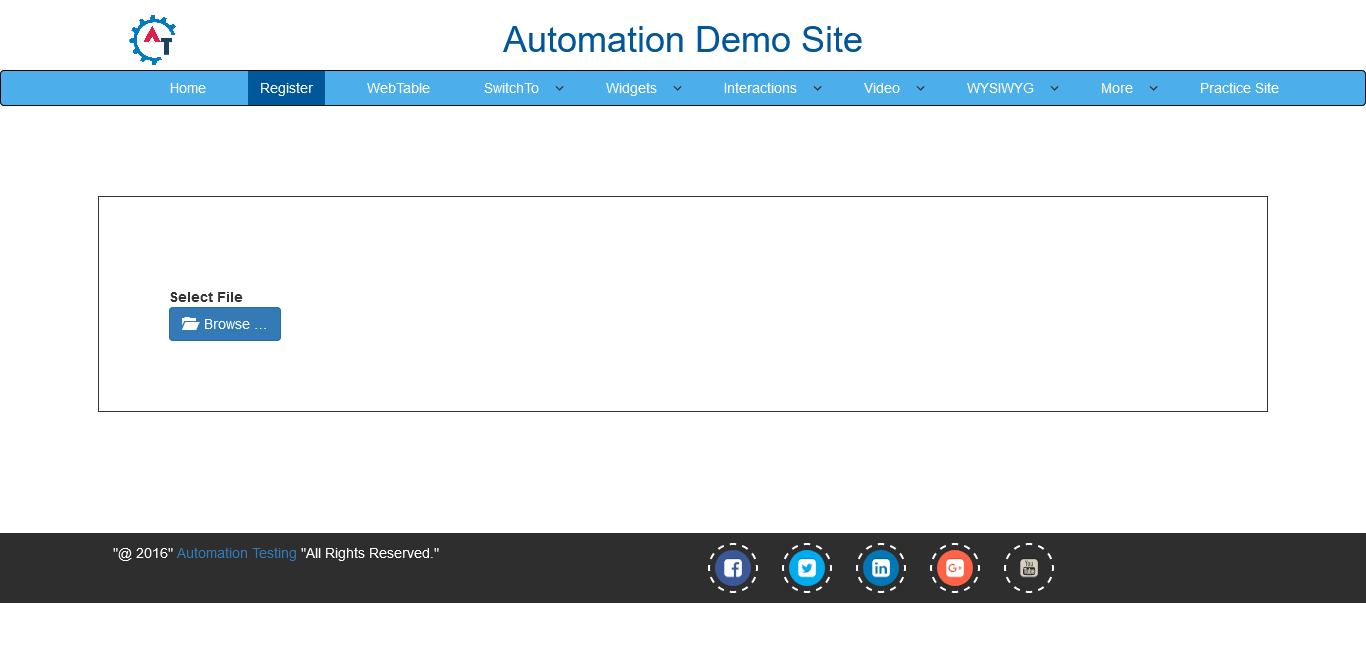 AT
Automation Demo Site
Home Register WebTable SwitchTo Widgets Interactions Video WYSIWYG More Practice Site
Select File
Browse ...
"@ 2016" Automation Testing "All Rights Reserved."
You
Tube